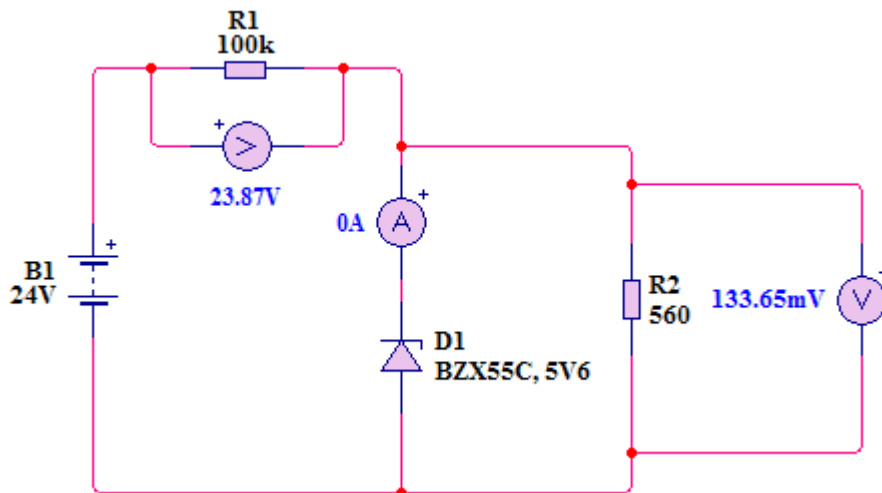 R1
100k
+
>
23.87V
+
A
0A
+
B1
24V
D1
BZX55C, 5V6
R2
560
+
V
133.65mV